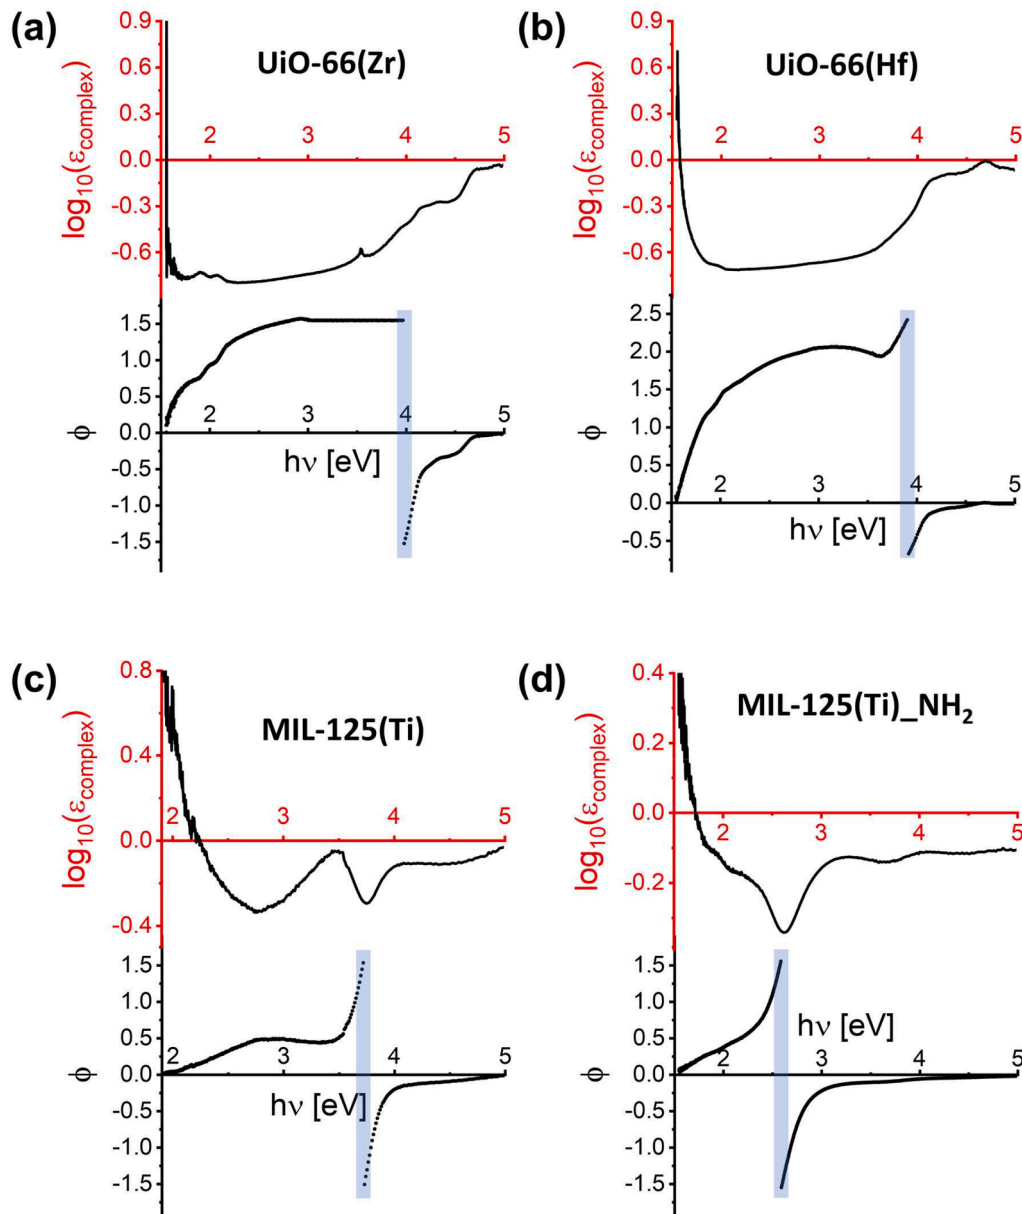 (a)
UiO-66(Zr)
log₁₀(ε_complex)
0.9
0.6
0.3
0.0
-0.3
-0.6
2 3 4 5
1.5
1.0
0.5
0.0
-0.5
-1.0
-1.5
ϕ
2 3 4 5
hν [eV]
(b)
UiO-66(Hf)
log₁₀(ε_complex)
0.9
0.6
0.3
0.0
-0.3
-0.6
2 3 4 5
2.5
2.0
1.5
1.0
0.5
0.0
-0.5
ϕ
2 3 4 5
hν [eV]
(c)
MIL-125(Ti)
log₁₀(ε_complex)
0.8
0.4
0.0
-0.4
2 3 4 5
1.5
1.0
0.5
0.0
-0.5
-1.0
-1.5
ϕ
2 3 4 5
hν [eV]
(d)
MIL-125(Ti)_NH₂
log₁₀(ε_complex)
0.4
0.2
0.0
-0.2
2 3 4 5
1.5
1.0
0.5
0.0
-0.5
-1.0
-1.5
ϕ
hν [eV]
2 3 4 5